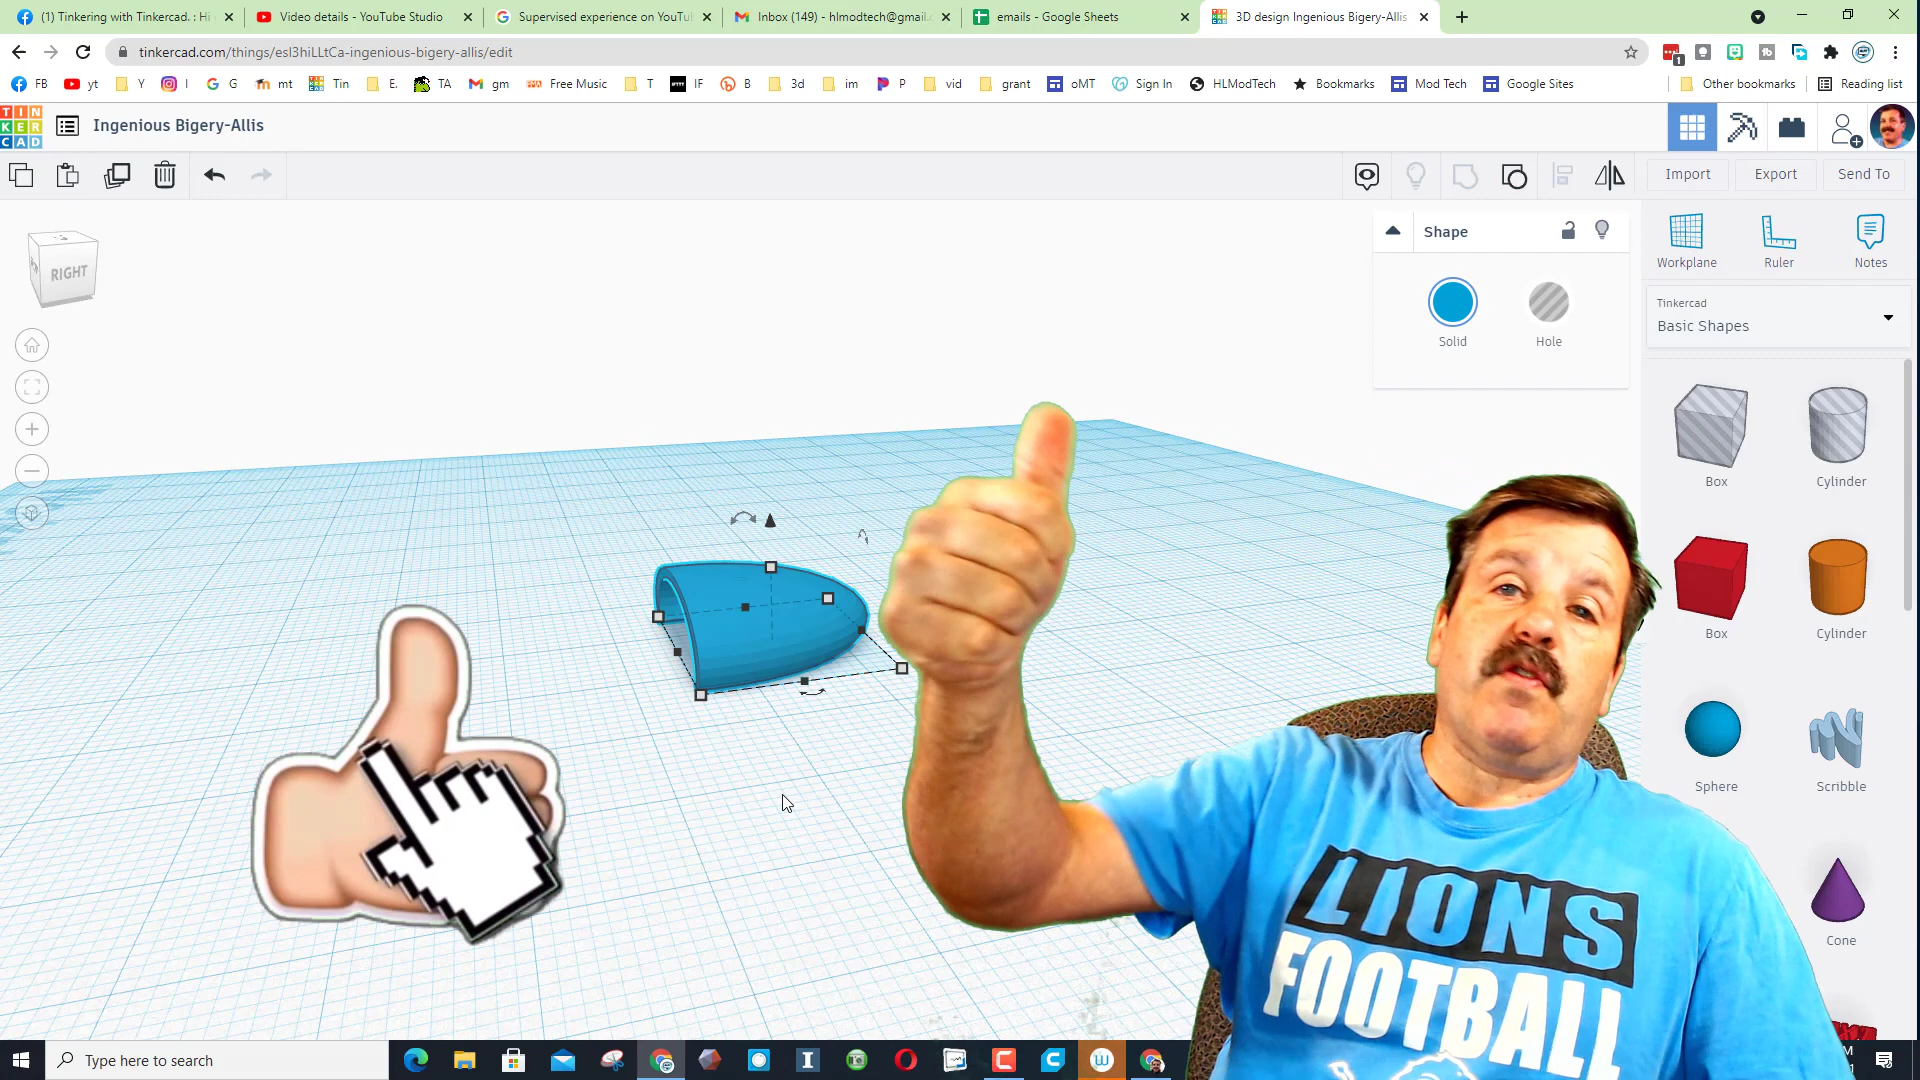 (1) Tinkering with Tinkercad. : Hi
Video details - YouTube Studio
Supervised experience on YouTu
Inbox (149) - hlmodtech@gmail.c
emails - Google Sheets
3D design Ingenious Bigery-Allis
tinkercad.com/things/esl3hiLLtCa-ingenious-bigery-allis/edit
1
FB
yt
Y
I
G
mt
Tin
E.
TA
gm
Free Music
T
IF
B
3d
im
P
vid
grant
oMT
Sign In
HLModTech
Bookmarks
Mod Tech
Google Sites
Other bookmarks
Reading list
TIN
KER
CAD
Ingenious Bigery-Allis
Import
Export
Send To
RIGHT
Shape
Solid
Hole
Workplane
Ruler
Notes
Tinkercad
Basic Shapes
Box
Cylinder
Box
Cylinder
Sphere
Scribble
Cone
LIONS
FOOTBALL
Type here to search